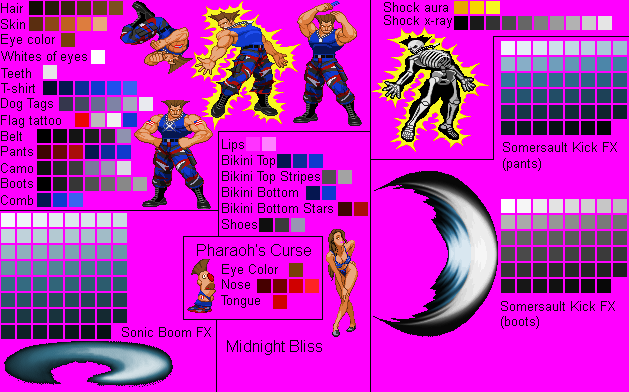 Hair
Skin
Eye color
Whites of eyes
Teeth
T-shirt
Dog Tags
Flag tattoo
Belt
Pants
Camo
Boots
Comb
Shock aura
Shock x-ray
Somersault Kick FX
(pants)
Lips
Bikini Top
Bikini Top Stripes
Bikini Bottom
Bikini Bottom Stars
Shoes
Pharaoh's Curse
Eye Color
Nose
Tongue
Midnight Bliss
Sonic Boom FX
Somersault Kick FX
(boots)